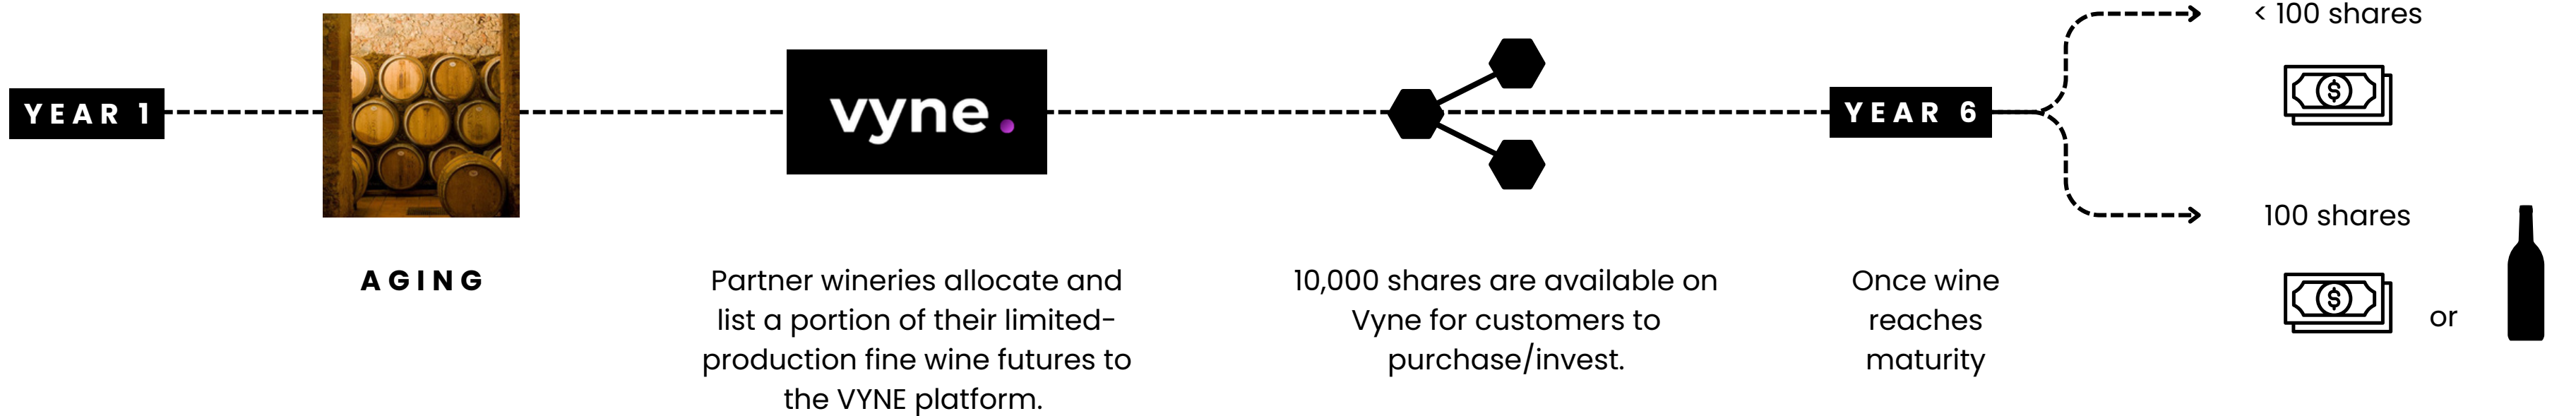 YEAR 1
AGING
vyne.
Partner wineries allocate and
list a portion of their limited-
production fine wine futures to
the VYNE platform.
10,000 shares are available on
Vyne for customers to
purchase/invest.
YEAR 6
Once wine
reaches
maturity
< 100 shares
$
100 shares
$
or